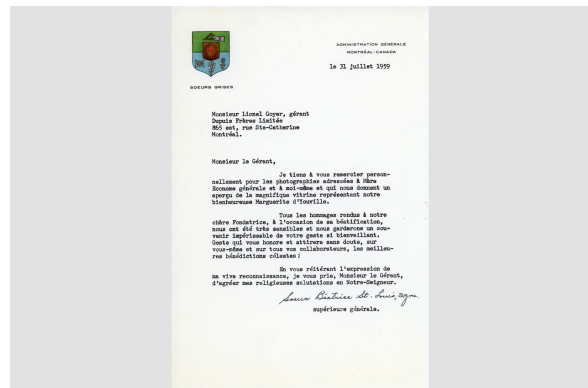 ADMINISTRATION GÉNÉRALE
MONTRÉAL-CANADA
le 31 juillet 1959
SOEURS GRISES
Monsieur Lionel Goyer, gérant
Dupuis Frères Limitée
865 est, rue Ste-Catherine
Montréal.
Monsieur le Gérant,
Je tiens à vous remercier person-
nellement pour les photographies adressées à Mère
Econome générale et à moi-même et qui nous donnent un
aperçu de la magnifique vitrine représentant notre
bienheureuse Marguerite d'Youville.
Tous les hommages rendus à notre
chère Fondatrice, à l'occasion de sa béatification,
nous ont été très sensibles et nous garderons un sou-
venir impérissable de votre geste si bienveillant.
Geste qui vous honore et attirera sans doute, sur
vous-même et sur tous vos collaborateurs, les meilleu-
res bénédictions célestes!
En vous réitérant l'expression de
ma vive reconnaissance, je vous prie, Monsieur le Gérant,
d'agréer mes religieuses salutations en Notre-Seigneur.
Soeur Béatrice St. Louis,
supérieure générale.